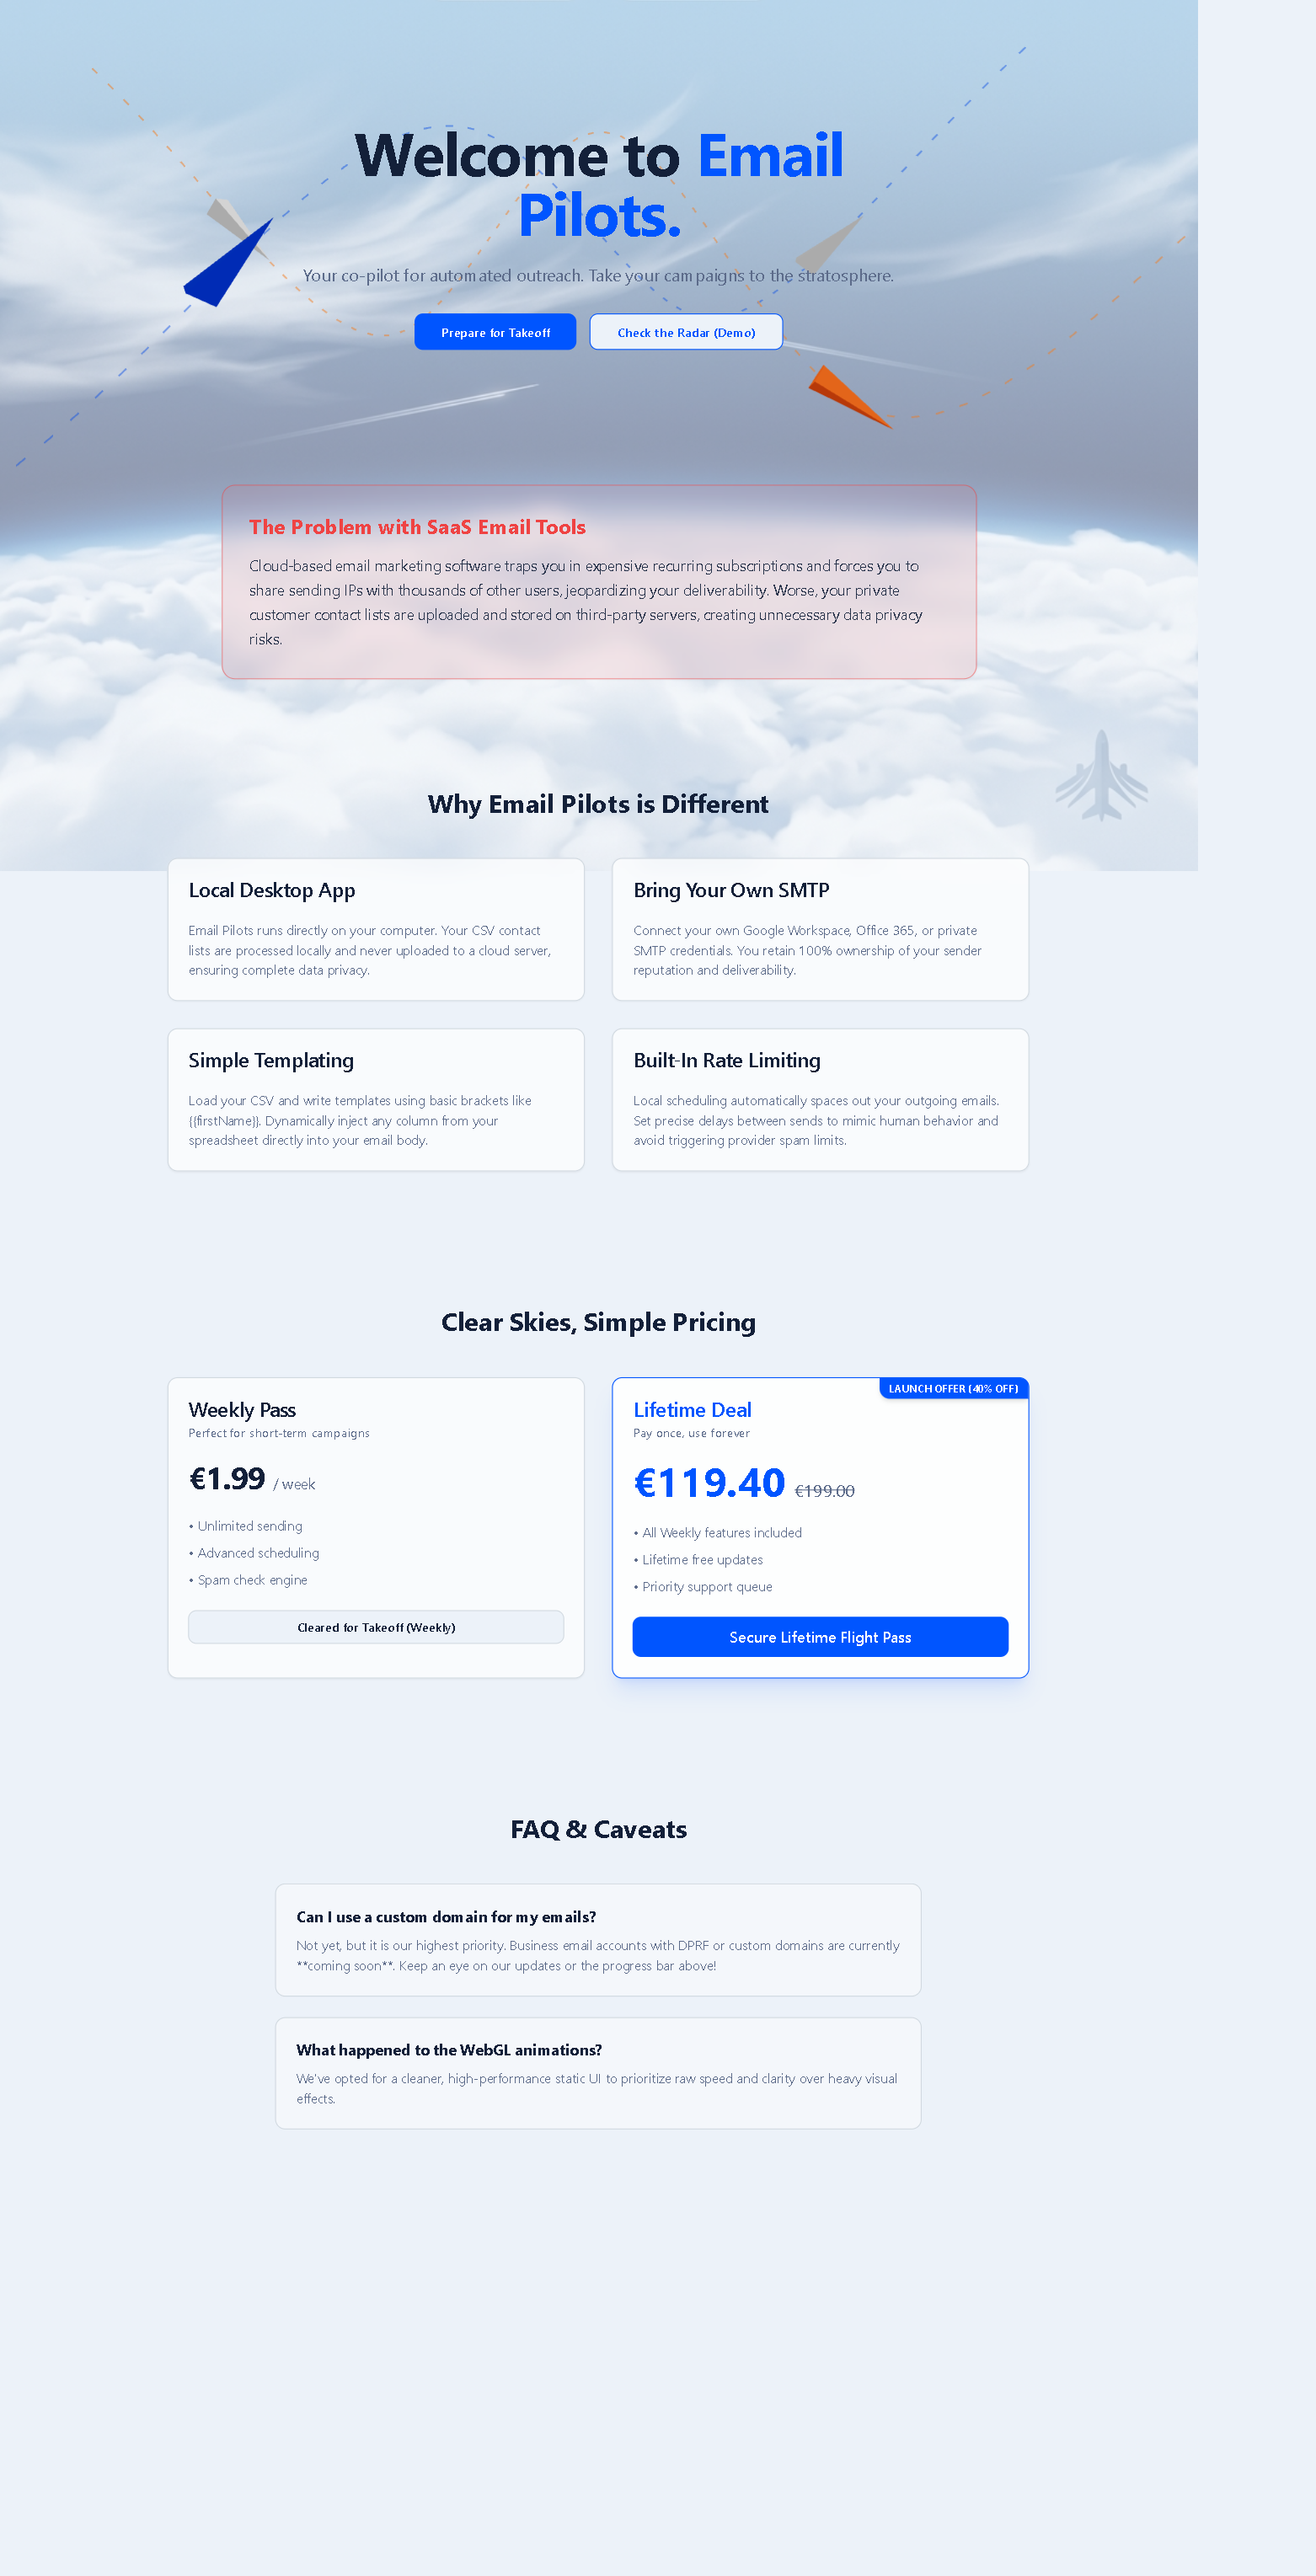 Welcome to Email
Pilots.
Your co-pilot for automated outreach. Take your campaigns to the stratosphere.
Prepare for Takeoff
Check the Radar (Demo)
The Problem with SaaS Email Tools
Cloud-based email marketing software traps you in expensive recurring subscriptions and forces you to
share sending IPs with thousands of other users, jeopardizing your deliverability. Worse, your private
customer contact lists are uploaded and stored on third-party servers, creating unnecessary data privacy
risks.
Why Email Pilots is Different
Local Desktop App
Email Pilots runs directly on your computer. Your CSV contact
lists are processed locally and never uploaded to a cloud server,
ensuring complete data privacy.
Bring Your Own SMTP
Connect your own Google Workspace, Office 365, or private
SMTP credentials. You retain 100% ownership of your sender
reputation and deliverability.
Simple Templating
Load your CSV and write templates using basic brackets like
{{firstName}}. Dynamically inject any column from your
spreadsheet directly into your email body.
Built-In Rate Limiting
Local scheduling automatically spaces out your outgoing emails.
Set precise delays between sends to mimic human behavior and
avoid triggering provider spam limits.
Clear Skies, Simple Pricing
Weekly Pass
Perfect for short-term campaigns
€1.99 / week
• Unlimited sending
• Advanced scheduling
• Spam check engine
Cleared for Takeoff (Weekly)
LAUNCH OFFER (40% OFF)
Lifetime Deal
Pay once, use forever
€119.40 €199.00
• All Weekly features included
• Lifetime free updates
• Priority support queue
Secure Lifetime Flight Pass
FAQ & Caveats
Can I use a custom domain for my emails?
Not yet, but it is our highest priority. Business email accounts with DPRF or custom domains are currently
**coming soon**. Keep an eye on our updates or the progress bar above!
What happened to the WebGL animations?
We've opted for a cleaner, high-performance static UI to prioritize raw speed and clarity over heavy visual
effects.